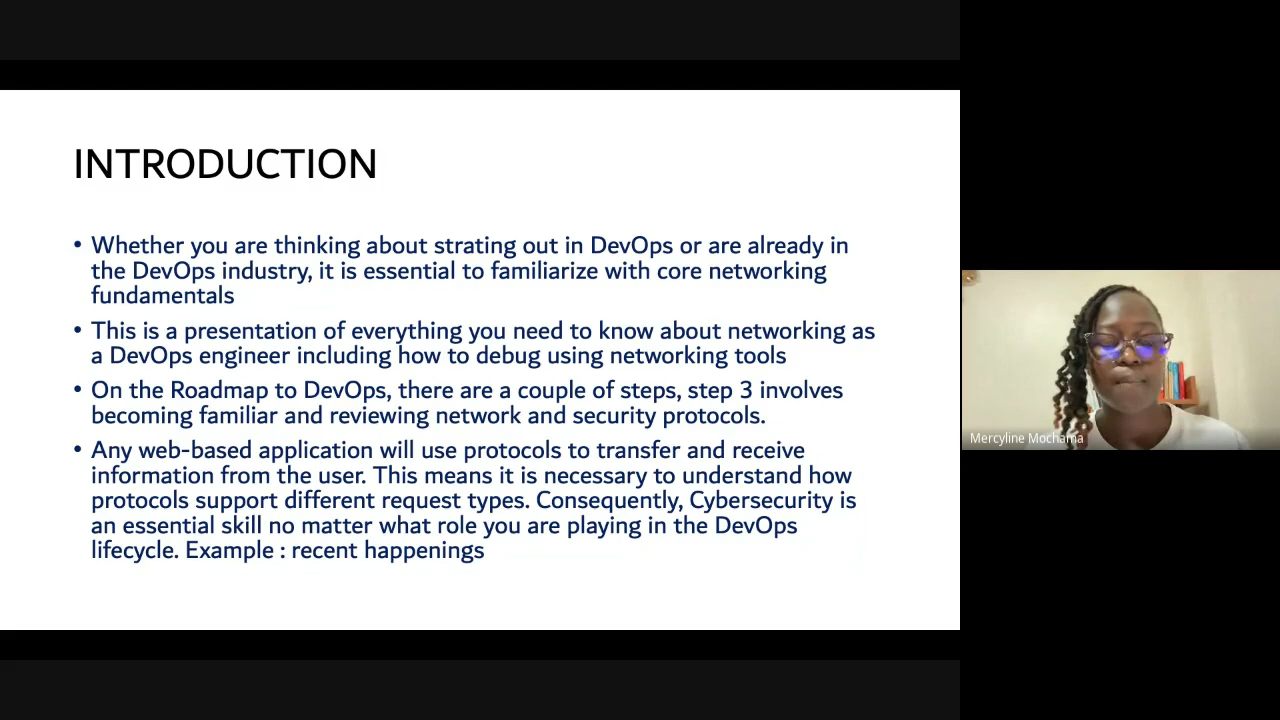 INTRODUCTION
• Whether you are thinking about strating out in DevOps or are already in
the DevOps industry, it is essential to familiarize with core networking
fundamentals
• This is a presentation of everything you need to know about networking as
a DevOps engineer including how to debug using networking tools
• On the Roadmap to DevOps, there are a couple of steps, step 3 involves
becoming familiar and reviewing network and security protocols.
• Any web-based application will use protocols to transfer and receive
information from the user. This means it is necessary to understand how
protocols support different request types. Consequently, Cybersecurity is
an essential skill no matter what role you are playing in the DevOps
lifecycle. Example : recent happenings
Mercyline Mochama